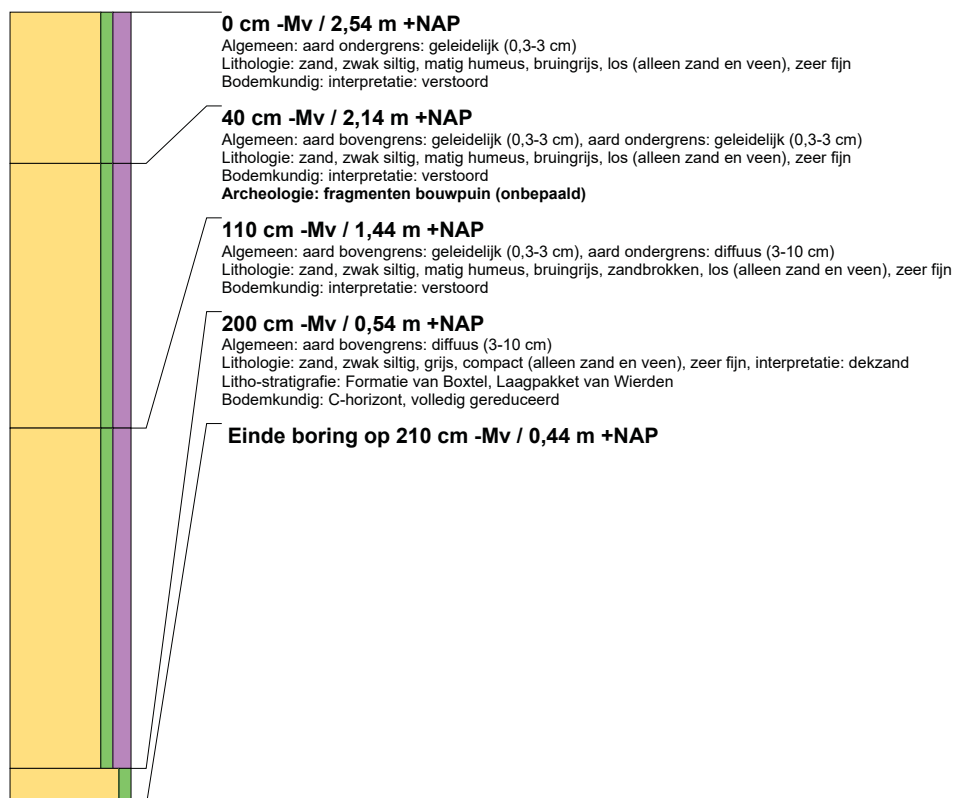 0 cm -Mv / 2,54 m +NAP
Algemeen: aard ondergrens: geleidelijk (0,3-3 cm)
Lithologie: zand, zwak siltig, matig humeus, bruingrijs, los (alleen zand en veen), zeer fijn
Bodemkundig: interpretatie: verstoord
40 cm -Mv / 2,14 m +NAP
Algemeen: aard bovengrens: geleidelijk (0,3-3 cm), aard ondergrens: geleidelijk (0,3-3 cm)
Lithologie: zand, zwak siltig, matig humeus, bruingrijs, los (alleen zand en veen), zeer fijn
Bodemkundig: interpretatie: verstoord
Archeologie: fragmenten bouwpuin (onbepaald)
110 cm -Mv / 1,44 m +NAP
Algemeen: aard bovengrens: geleidelijk (0,3-3 cm), aard ondergrens: diffuus (3-10 cm)
Lithologie: zand, zwak siltig, matig humeus, bruingrijs, zandbrokken, los (alleen zand en veen), zeer fijn
Bodemkundig: interpretatie: verstoord
200 cm -Mv / 0,54 m +NAP
Algemeen: aard bovengrens: diffuus (3-10 cm)
Lithologie: zand, zwak siltig, grijs, compact (alleen zand en veen), zeer fijn, interpretatie: dekzand
Litho-stratigrafie: Formatie van Boxtel, Laagpakket van Wierden
Bodemkundig: C-horizont, volledig gereduceerd
Einde boring op 210 cm -Mv / 0,44 m +NAP